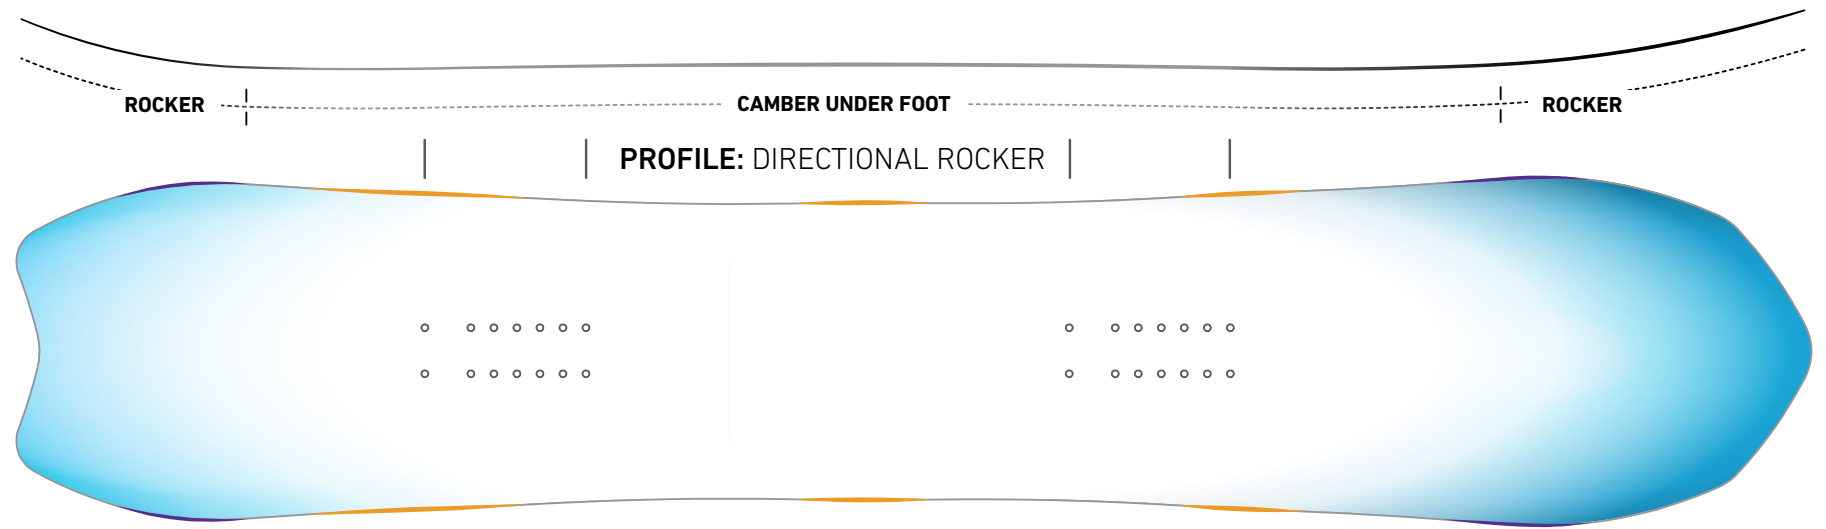 ROCKER
CAMBER UNDER FOOT
ROCKER
PROFILE: DIRECTIONAL ROCKER